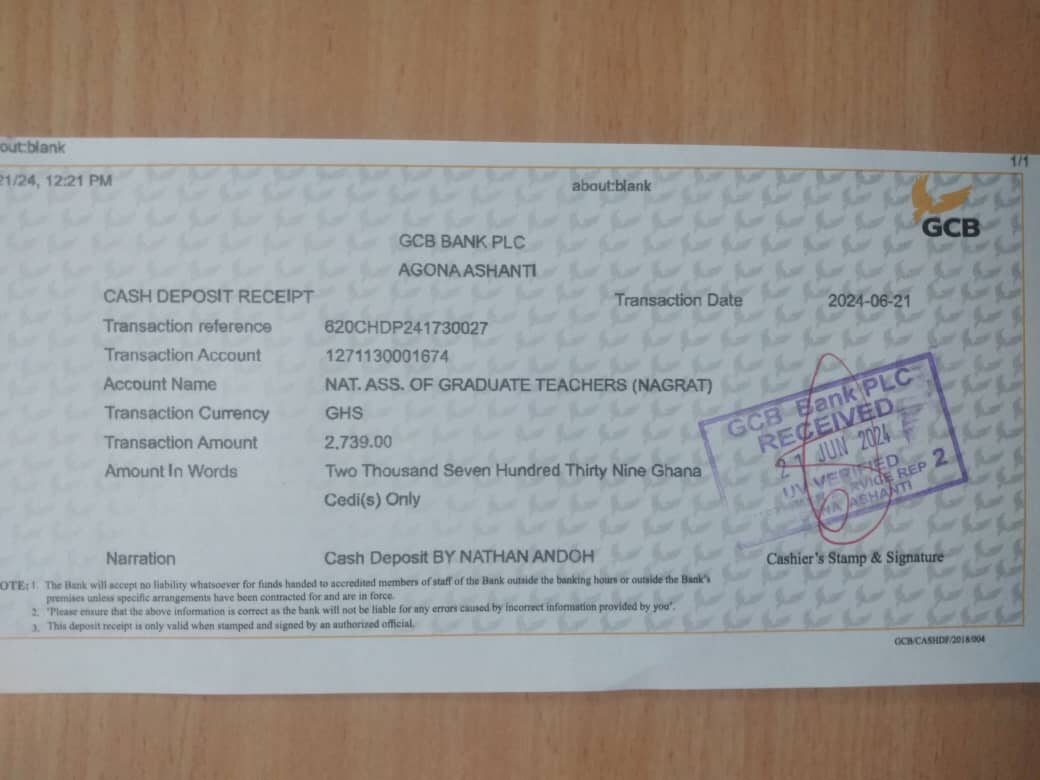 out:blank
1/1
21/24, 12:21 PM
about:blank
GCB
GCB BANK PLC
AGONA ASHANTI
CASH DEPOSIT RECEIPT
Transaction Date 2024-06-21
Transaction reference 620CHDP241730027
Transaction Account 1271130001674
Account Name NAT. ASS. OF GRADUATE TEACHERS (NAGRAT)
Transaction Currency GHS
Transaction Amount 2,739.00
Amount In Words Two Thousand Seven Hundred Thirty Nine Ghana
Cedi(s) Only
GCB Bank PLC
RECEIVED
21 JUN 2024
UV VERIFIED
REP 2
ASHANTI
Narration Cash Deposit BY NATHAN ANDOH
Cashier's Stamp & Signature
OTE: 1. The Bank will accept no liability whatsoever for funds handed to accredited members of staff of the Bank outside the banking hours or outside the Bank's
premises unless specific arrangements have been contracted for and are in force.
2. "Please ensure that the above information is correct as the bank will not be liable for any errors caused by incorrect information provided by you".
3. This deposit receipt is only valid when stamped and signed by an authorized official.
GCB/CASHDP/2018/004